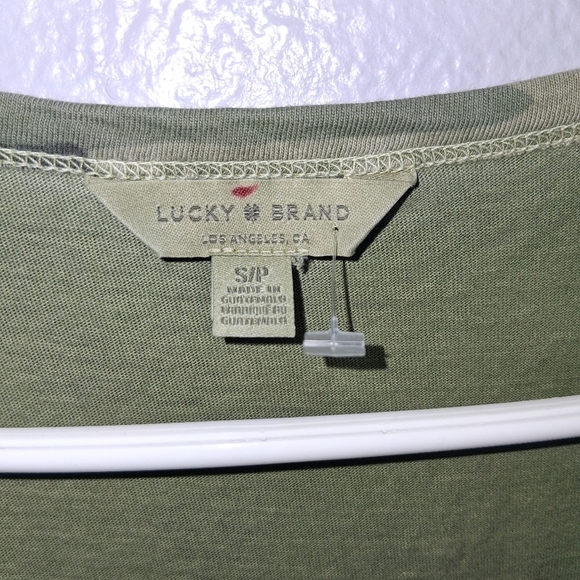 LUCKY BRAND
LOS ANGELES, CA
S/P
MADE IN
GUATEMALA
FABRIQUÉ AU
GUATEMALA